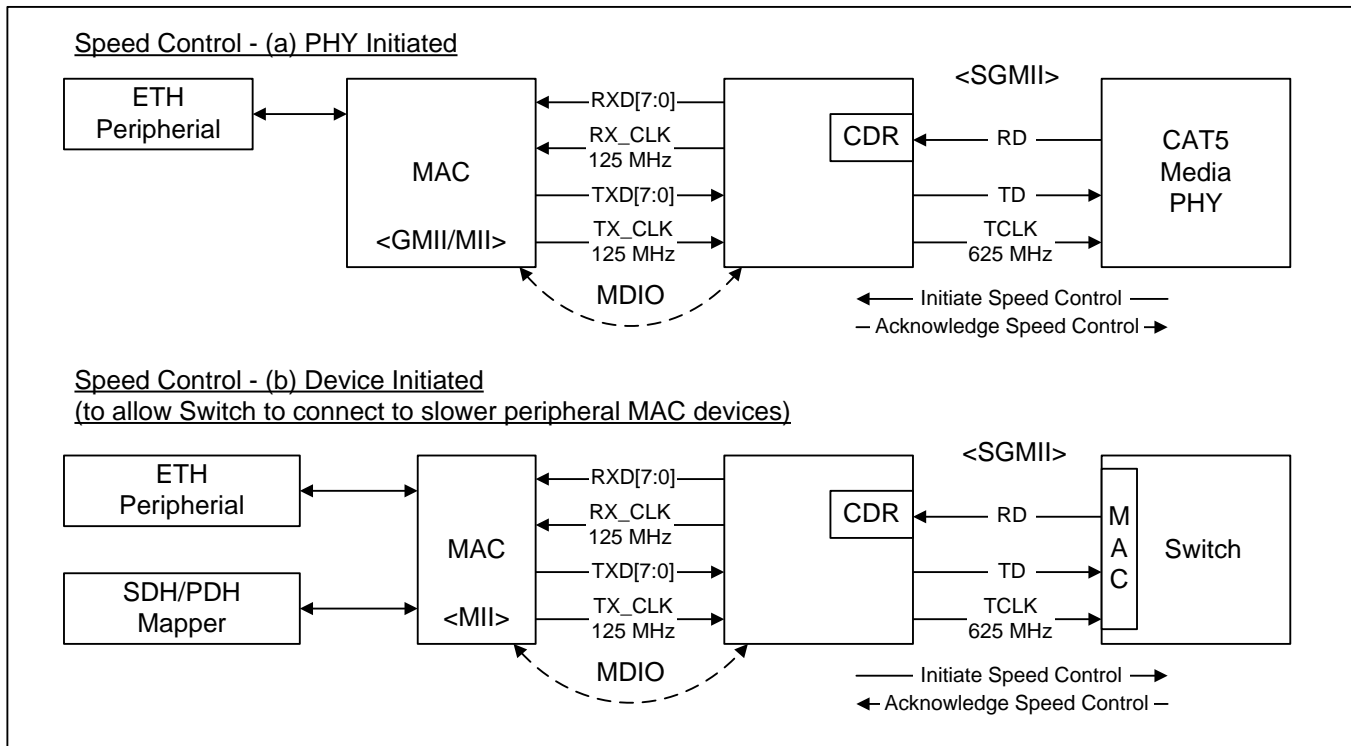 Speed Control - (a) PHY Initiated
<SGMII>
ETH
Peripherial
MAC
<GMII/MII>
RXD[7:0]
RX_CLK
125 MHz
TXD[7:0]
TX_CLK
125 MHz
MDIO
CDR
RD
TD
TCLK
625 MHz
CAT5
Media
PHY
Initiate Speed Control
Acknowledge Speed Control
Speed Control - (b) Device Initiated
(to allow Switch to connect to slower peripheral MAC devices)
<SGMII>
ETH
Peripherial
SDH/PDH
Mapper
MAC
<MII>
RXD[7:0]
RX_CLK
125 MHz
TXD[7:0]
TX_CLK
125 MHz
MDIO
CDR
RD
TD
TCLK
625 MHz
M
A
C
Switch
Initiate Speed Control
Acknowledge Speed Control